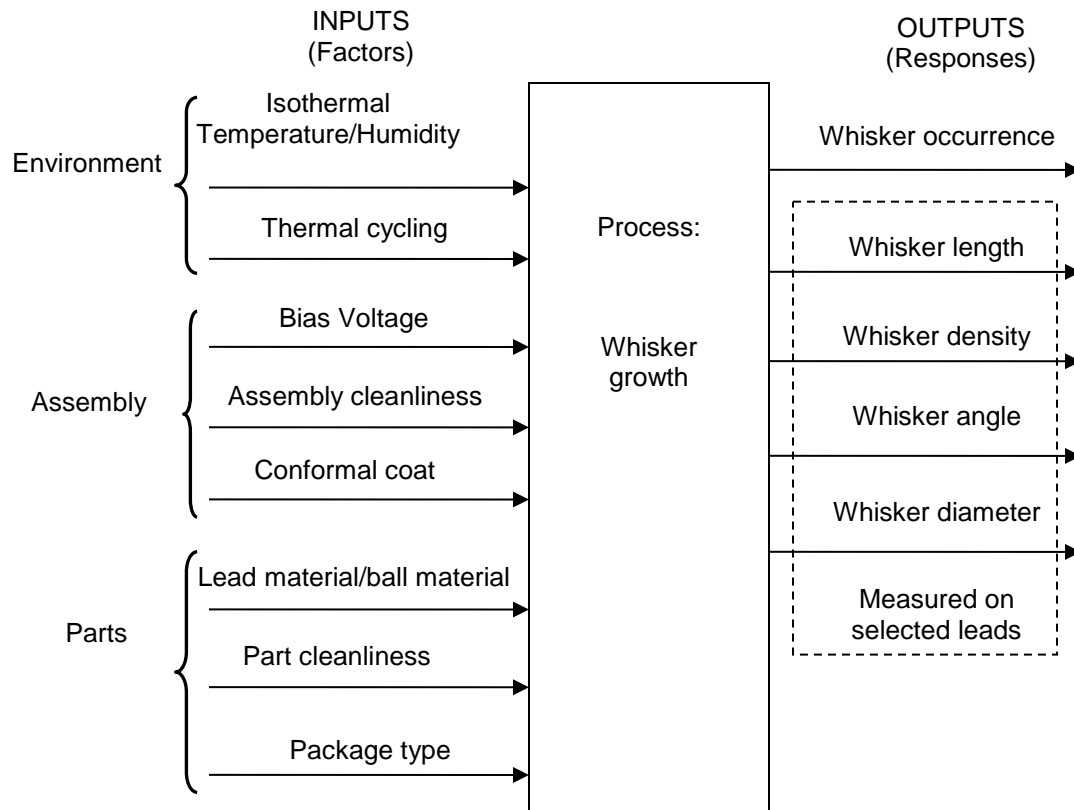 INPUTS
(Factors)
OUTPUTS
(Responses)
Environment
Isothermal
Temperature/Humidity
Thermal cycling
Assembly
Bias Voltage
Assembly cleanliness
Conformal coat
Parts
Lead material/ball material
Part cleanliness
Package type
Process:
Whisker
growth
Whisker occurrence
Whisker length
Whisker density
Whisker angle
Whisker diameter
Measured on
selected leads